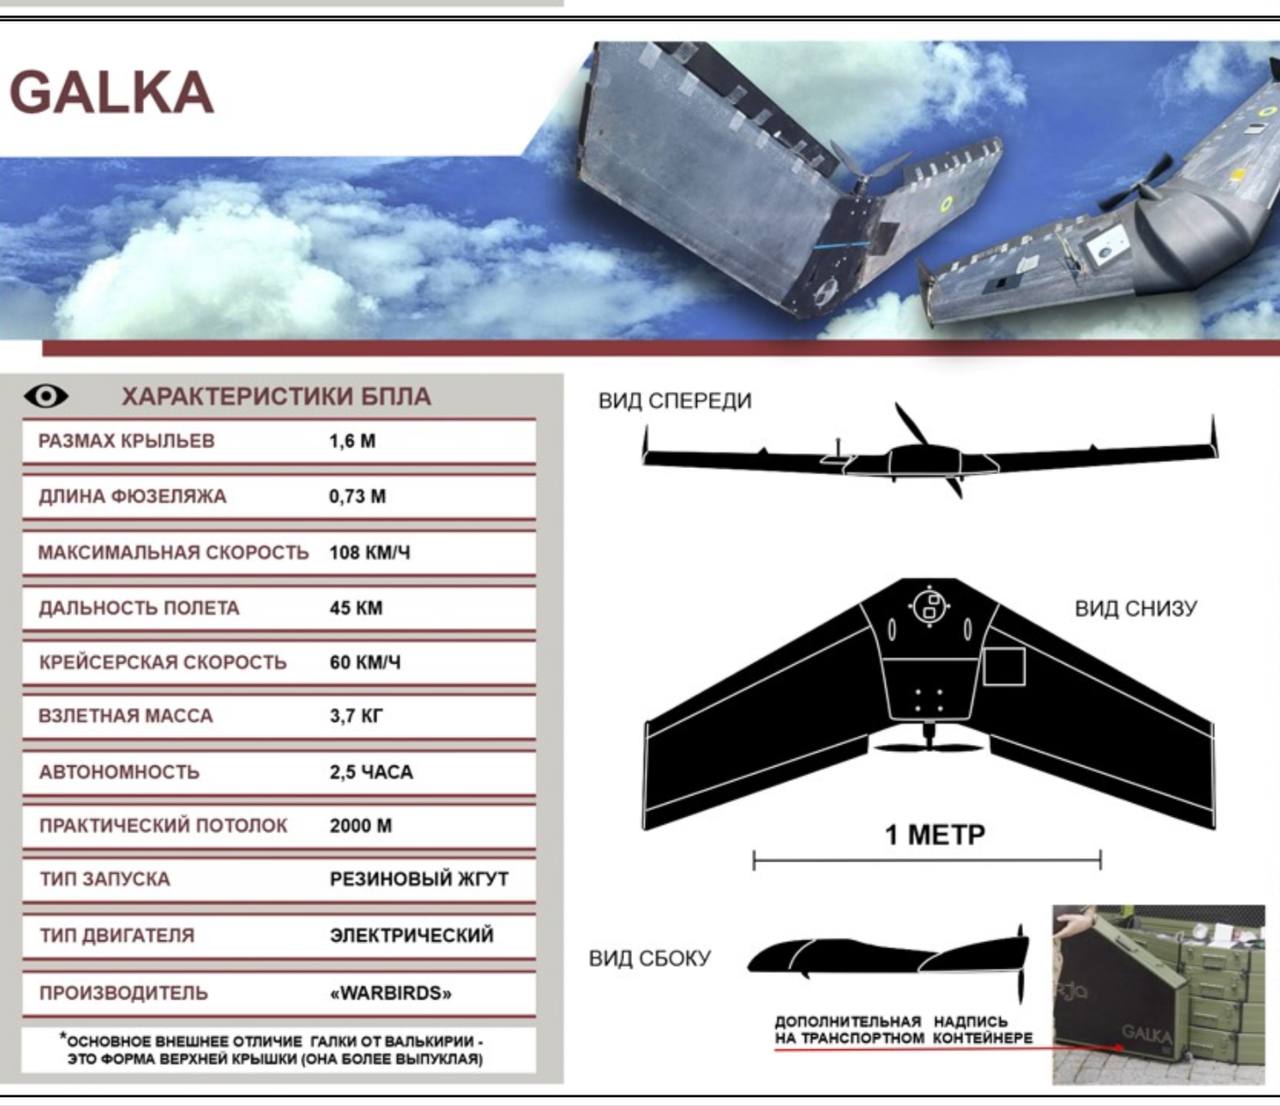 GALKA
ХАРАКТЕРИСТИКИ БПЛА
РАЗМАХ КРЫЛЬЕВ 1,6 М
ДЛИНА ФЮЗЕЛЯЖА 0,73 М
МАКСИМАЛЬНАЯ СКОРОСТЬ 108 КМ/Ч
ДАЛЬНОСТЬ ПОЛЕТА 45 КМ
КРЕЙСЕРСКАЯ СКОРОСТЬ 60 КМ/Ч
ВЗЛЕТНАЯ МАССА 3,7 КГ
АВТОНОМНОСТЬ 2,5 ЧАСА
ПРАКТИЧЕСКИЙ ПОТОЛОК 2000 М
ТИП ЗАПУСКА РЕЗИНОВЫЙ ЖГУТ
ТИП ДВИГАТЕЛЯ ЭЛЕКТРИЧЕСКИЙ
ПРОИЗВОДИТЕЛЬ «WARBIRDS»
*ОСНОВНОЕ ВНЕШНЕЕ ОТЛИЧИЕ ГАЛКИ ОТ ВАЛЬКИРИИ -
ЭТО ФОРМА ВЕРХНЕЙ КРЫШКИ (ОНА БОЛЕЕ ВЫПУКЛАЯ)
ВИД СПЕРЕДИ
ВИД СНИЗУ
1 МЕТР
ВИД СБОКУ
ДОПОЛНИТЕЛЬНАЯ НАДПИСЬ
НА ТРАНСПОРТНОМ КОНТЕЙНЕРЕ
GALKA